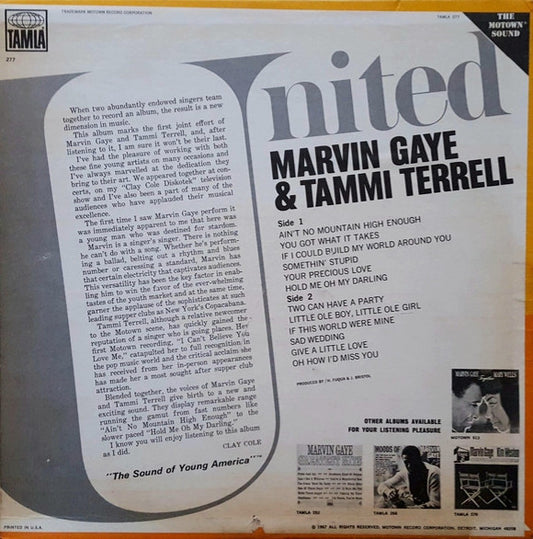 TRADEMARK MOTOWN RECORD CORPORATION
TAMLA 277
THE
MOTOWN
SOUND
TAMLA
277
United
MARVIN GAYE
& TAMMI TERRELL
When two abundantly endowed singers team
together to record an album, the result is a new
dimension in music.
This album marks the first joint effort of
Marvin Gaye and Tammi Terrell, and, after
listening to it, I am sure it won't be their last.
I've had the pleasure of working with both
these fine young artists on many occasions and
I've always marvelled at the dedication they
bring to their art. We appeared together at con-
certs, on my "Clay Cole Diskotek" television
show and I've also been a part of many of the
audiences who have applauded their musical
excellence.
The first time I saw Marvin Gaye perform it
was immediately apparent to me that here was
a young man who was destined for stardom.
Marvin is a singer's singer. There is nothing
he can't do with a song. Whether he's perform-
ing a ballad, belting out a rhythm and blues
number or caressing a standard, Marvin has
that certain electricity that captivates audiences.
This versatility has been the key factor in enab-
ling him to win the favor of the ever-whelming
tastes of the youth market and at the same time,
garner the applause of the sophisticates at such
leading supper clubs as New York's Copacabana.
Tammi Terrell, although a relative newcomer
to the Motown scene, has quickly gained the
reputation of a singer who is going places. Her
first Motown recording, "I Can't Believe You
Love Me," catapulted her to full recognition in
the pop music world and the critical acclaim she
has received from her in-person appearances
has made her a most sought after supper club
attraction.
Blended together, the voices of Marvin Gaye
and Tammi Terrell give birth to a new and
exciting sound. They display remarkable range
running the gamut from fast numbers like
"Ain't No Mountain High Enough" to the
slower paced "Hold Me Oh My Darling."
I know you will enjoy listening to this album
as I did.
CLAY COLE
"The Sound of Young America"
Side 1
AIN'T NO MOUNTAIN HIGH ENOUGH
YOU GOT WHAT IT TAKES
IF I COULD BUILD MY WORLD AROUND YOU
SOMETHIN' STUPID
YOUR PRECIOUS LOVE
HOLD ME OH MY DARLING
Side 2
TWO CAN HAVE A PARTY
LITTLE OLE BOY, LITTLE OLE GIRL
IF THIS WORLD WERE MINE
SAD WEDDING
GIVE A LITTLE LOVE
OH HOW I'D MISS YOU
PRODUCED BY / H. FUQUA & J. BRISTOL
OTHER ALBUMS AVAILABLE
FOR YOUR LISTENING PLEASURE
MARVIN GAYE MARY WELLS
Together
MOTOWN 613
MARVIN GAYE
GREATEST HITS
TAMLA 252
MOODS OF
MARVIN
GAYE
TAMLA 266
Marvin Gaye Kim Weston
TAMLA 270
PRINTED IN U.S.A.
© 1967 ALL RIGHTS RESERVED, MOTOWN RECORD CORPORATION, DETROIT, MICHIGAN 48208